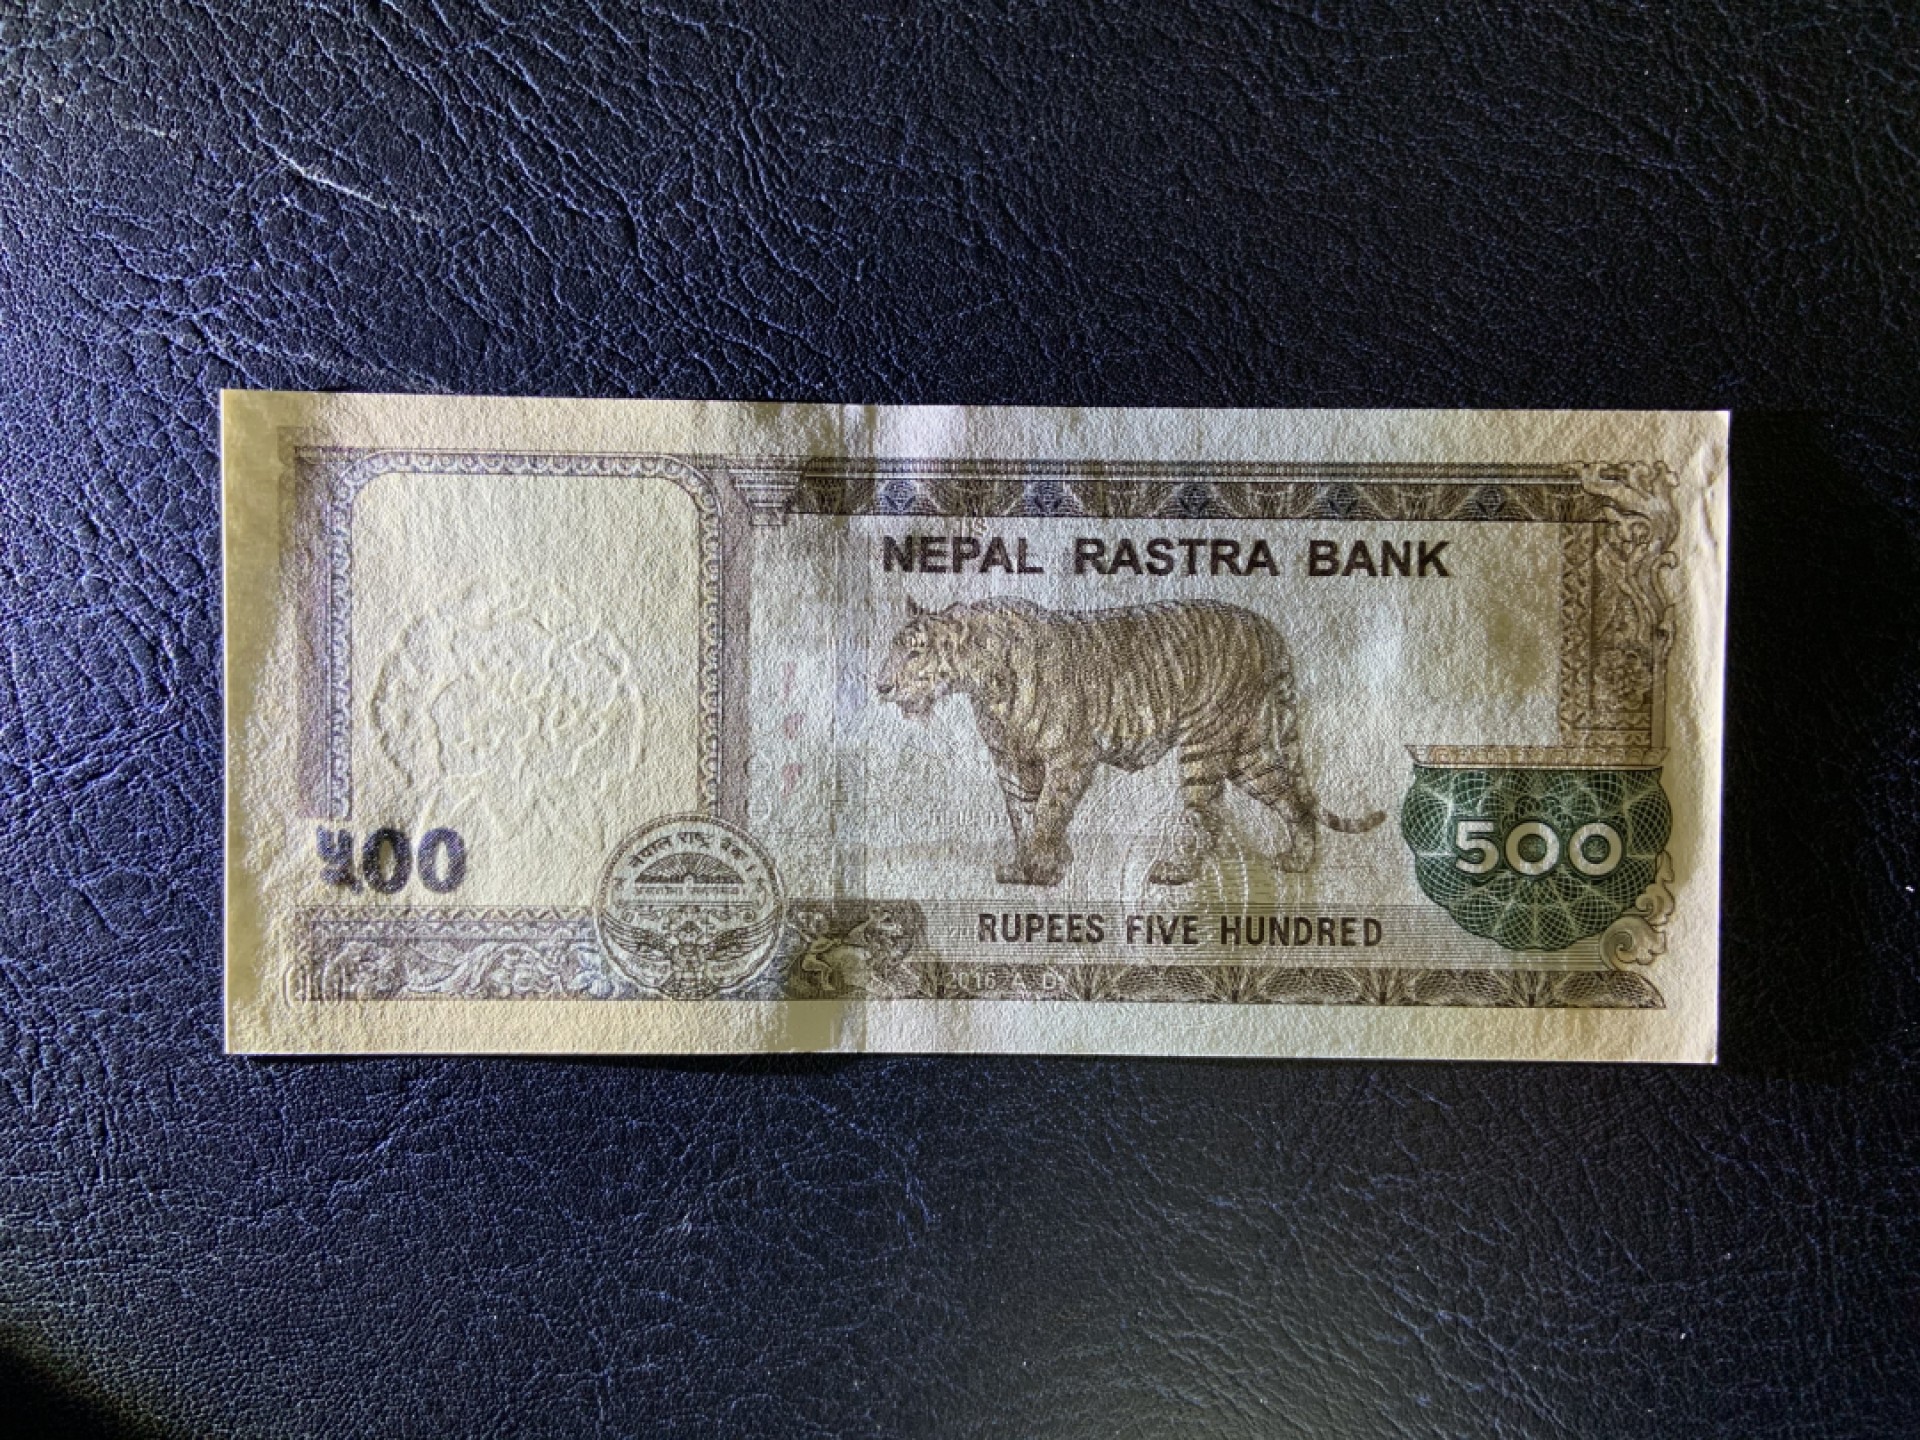 NEPAL RASTRA BANK
५00
नेपाल राष्ट्र बैंक
500
RUPEES FIVE HUNDRED
2016 A. D.